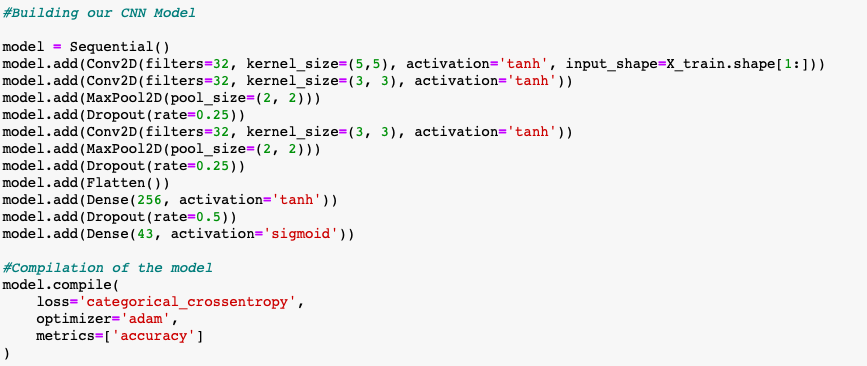 #Building our CNN Model
model = Sequential()
model.add(Conv2D(filters=32, kernel_size=(5,5), activation='tanh', input_shape=X_train.shape[1:]))
model.add(Conv2D(filters=32, kernel_size=(3, 3), activation='tanh'))
model.add(MaxPool2D(pool_size=(2, 2)))
model.add(Dropout(rate=0.25))
model.add(Conv2D(filters=32, kernel_size=(3, 3), activation='tanh'))
model.add(MaxPool2D(pool_size=(2, 2)))
model.add(Dropout(rate=0.25))
model.add(Flatten())
model.add(Dense(256, activation='tanh'))
model.add(Dropout(rate=0.5))
model.add(Dense(43, activation='sigmoid'))
#Compilation of the model
model.compile(
    loss='categorical_crossentropy',
    optimizer='adam',
    metrics=['accuracy']
)